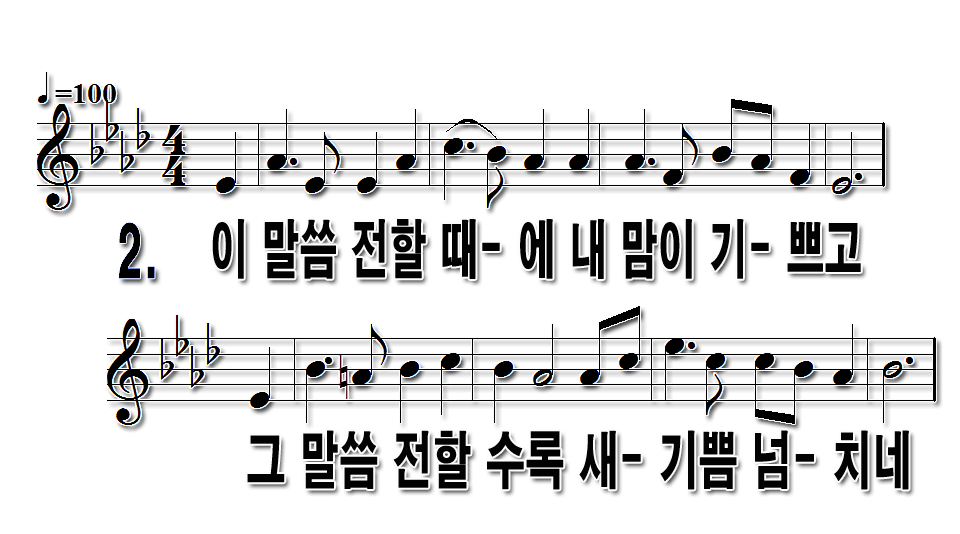 =100
4
4
2. 이 말씀 전할 때- 에 내 맘이 기- 쁘고
그 말씀 전할 수록 새- 기쁨 넘- 치네